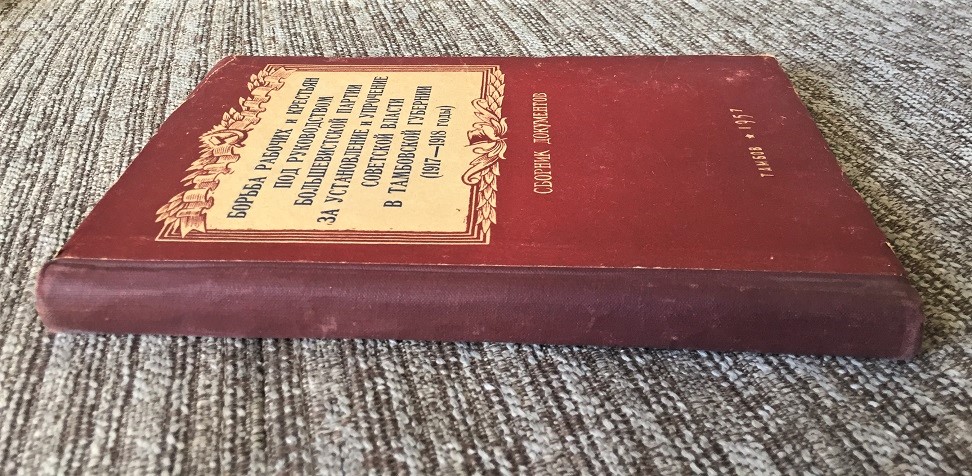 БОРЬБА РАБОЧИХ и КРЕСТЬЯН
ПОД РУКОВОДСТВОМ
БОЛЬШЕВИСТСКОЙ ПАРТИИ
ЗА УСТАНОВЛЕНИЕ и УПРОЧЕНИЕ
СОВЕТСКОЙ ВЛАСТИ
В ТАМБОВСКОЙ ГУБЕРНИИ
(1917—1918 годы)
СБОРНИК ДОКУМЕНТОВ
ТАМБОВ ★ 1957